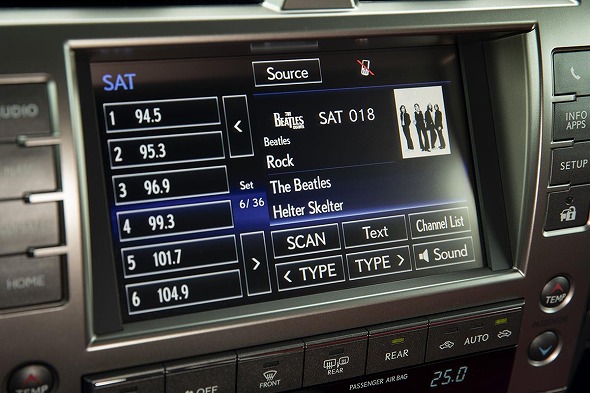 SAT
Source
1 94.5
2 95.3
3 96.9
4 99.3
5 101.7
6 104.9
<
Set
6/36
>
THE
BEATLES
SAT 018
Beatles
Rock
The Beatles
Helter Skelter
SCAN
Text
Channel List
< TYPE
TYPE >
Sound
AUDIO
HOME
INFO
APPS
SETUP
TEMP
TEMP
OFF
FRONT
REAR
REAR
AUTO
PASSENGER AIR BAG
25.0